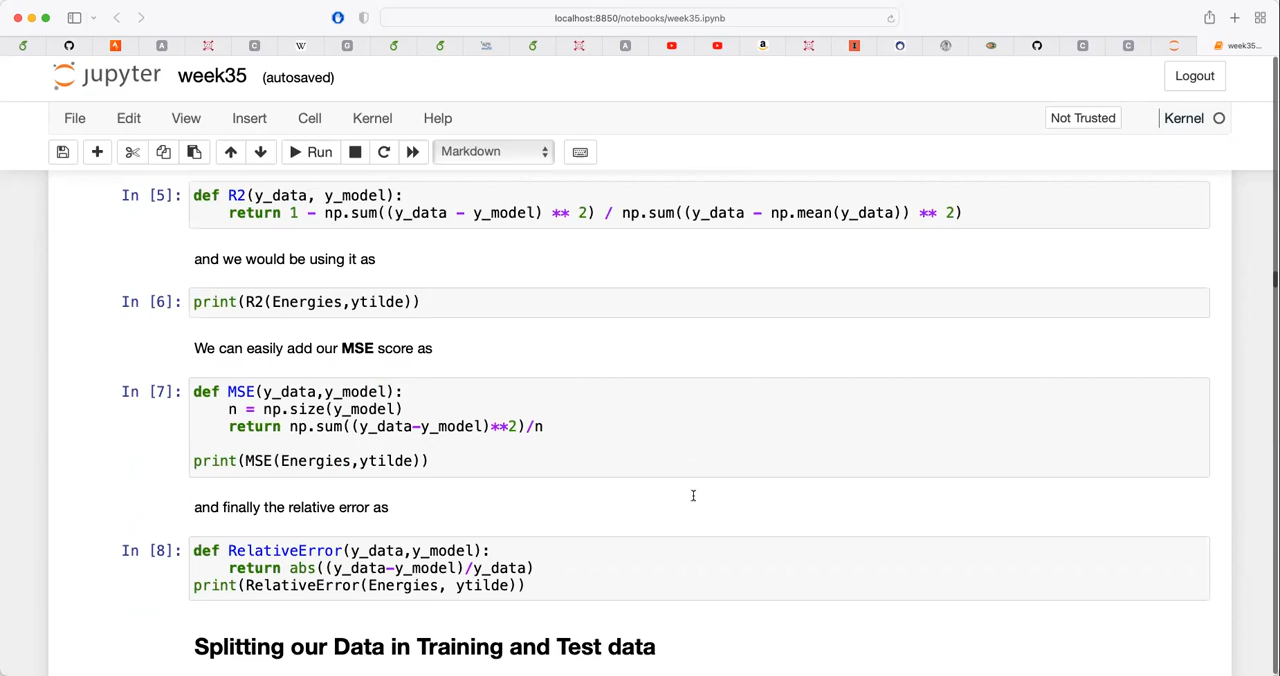 localhost:8850/notebooks/week35.ipynb
week35...
jupyter week35 (autosaved)
Logout
File Edit View Insert Cell Kernel Help
Not Trusted
Kernel
Run
Markdown
In [5]: def R2(y_data, y_model):
return 1 - np.sum((y_data - y_model) ** 2) / np.sum((y_data - np.mean(y_data)) ** 2)
and we would be using it as
In [6]: print(R2(Energies,ytilde))
We can easily add our MSE score as
In [7]: def MSE(y_data,y_model):
n = np.size(y_model)
return np.sum((y_data-y_model)**2)/n
print(MSE(Energies,ytilde))
and finally the relative error as
In [8]: def RelativeError(y_data,y_model):
return abs((y_data-y_model)/y_data)
print(RelativeError(Energies, ytilde))
Splitting our Data in Training and Test data